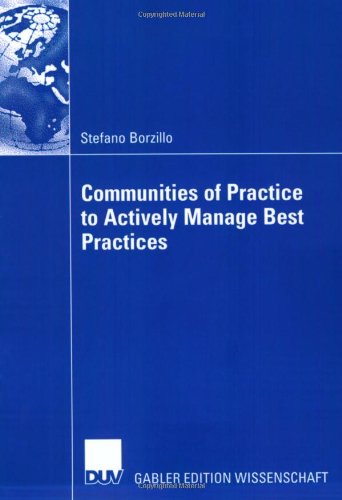 Stefano Borzillo
Communities of Practice
to Actively Manage Best
Practices
DUV
GABLER EDITION WISSENSCHAFT